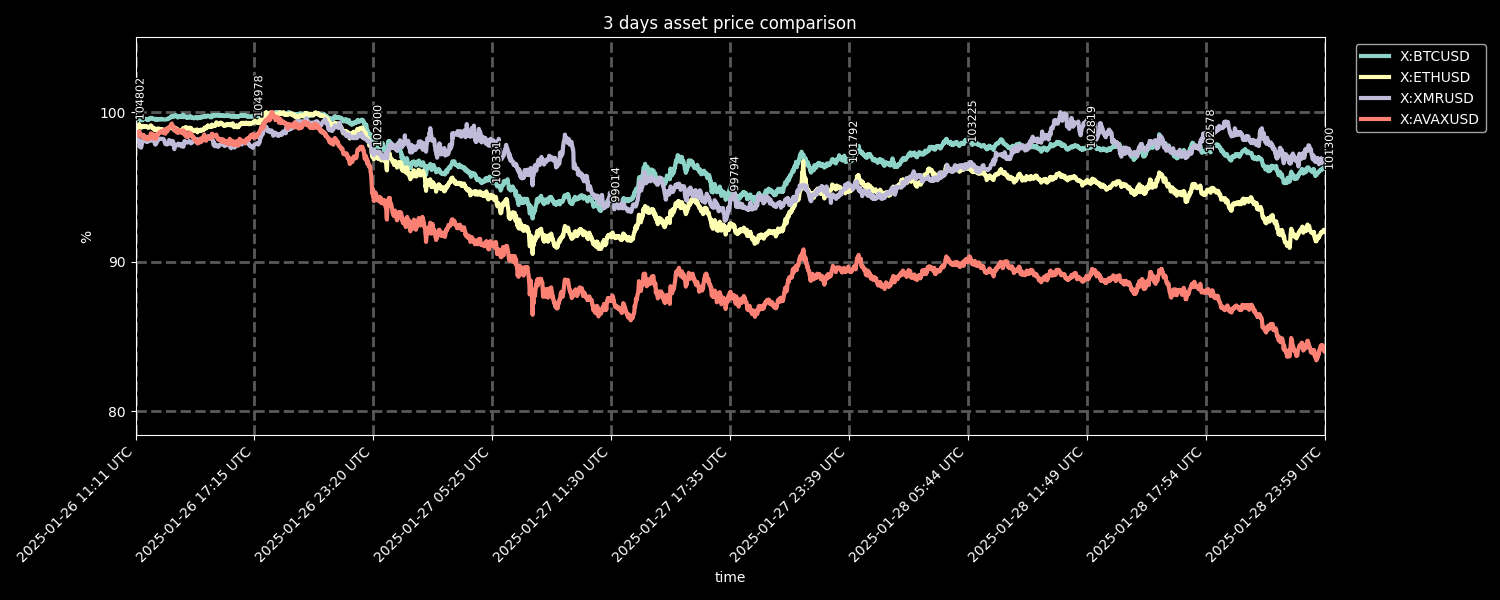 3 days asset price comparison
X:BTCUSD
X:ETHUSD
X:XMRUSD
X:AVAXUSD
%
100
90
80
104802
104978
102900
100331
99014
99794
101792
103225
102819
102578
101300
2025-01-26 11:11 UTC
2025-01-26 17:15 UTC
2025-01-26 23:20 UTC
2025-01-27 05:25 UTC
2025-01-27 11:30 UTC
2025-01-27 17:35 UTC
2025-01-27 23:39 UTC
2025-01-28 05:44 UTC
2025-01-28 11:49 UTC
2025-01-28 17:54 UTC
2025-01-28 23:59 UTC
time